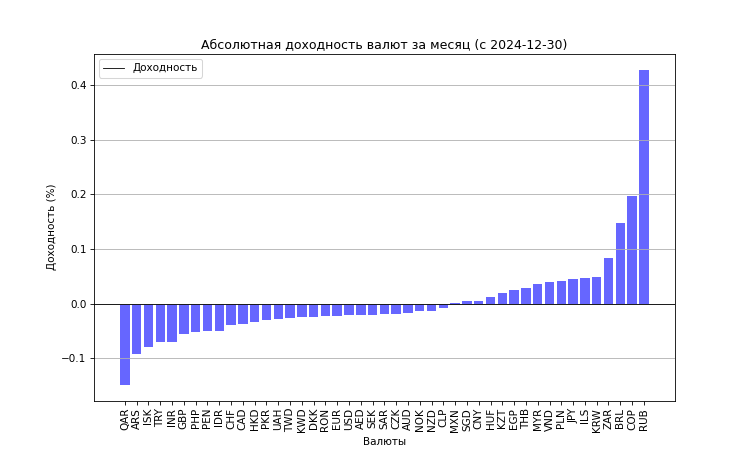 Абсолютная доходность валют за месяц (с 2024-12-30)
Доходность
Доходность (%)
0.4
0.3
0.2
0.1
0.0
−0.1
QAR ARS ISK TRY INR GBP PHP PEN IDR CHF CAD HKD PKR UAH TWD KWD DKK RON EUR USD AED SEK SAR CZK AUD NOK NZD CLP MXN SGD CNY HUF KZT EGP THB MYR VND PLN JPY ILS KRW ZAR BRL COP RUB
Валюты